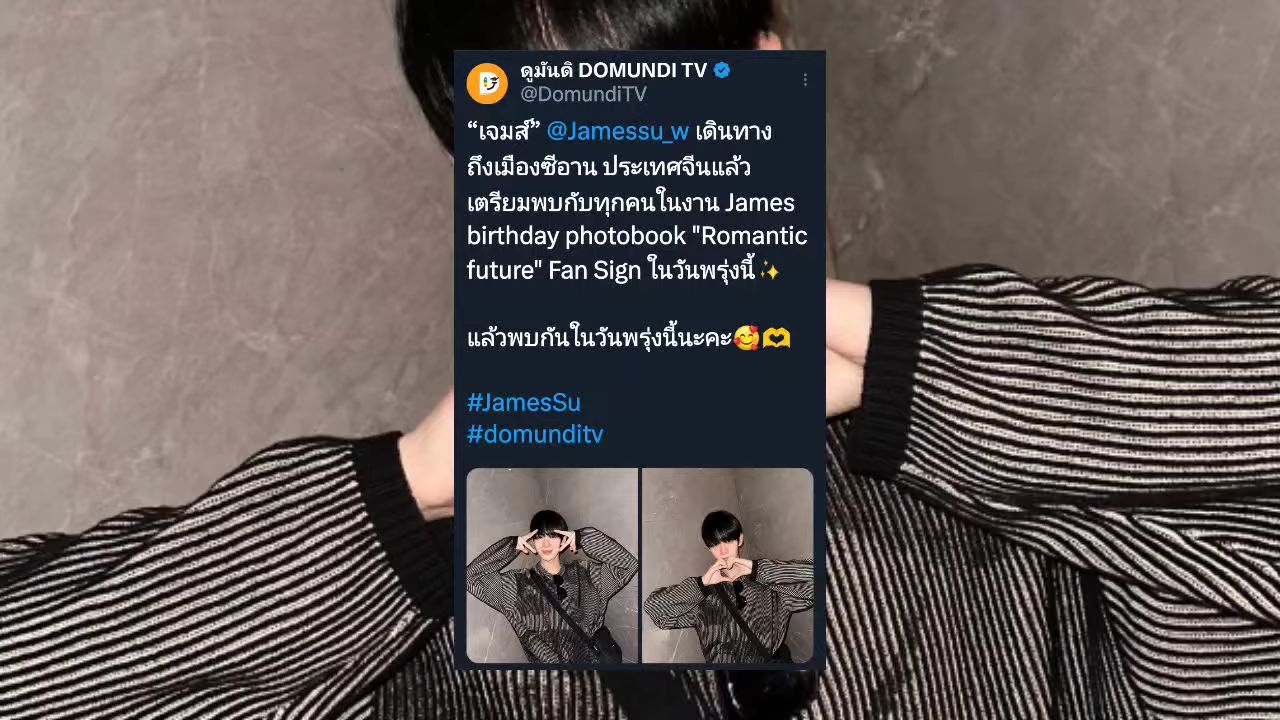 ดูมันดิ DOMUNDI TV
@DomundiTV
“เจมส์” @Jamessu_w เดินทาง
ถึงเมืองซีอาน ประเทศจีนแล้ว
เตรียมพบกับทุกคนในงาน James
birthday photobook "Romantic
future" Fan Sign ในวันพรุ่งนี้✨
แล้วพบกันในวันพรุ่งนี้นะคะ🥰🫶
#JamesSu
#domunditv